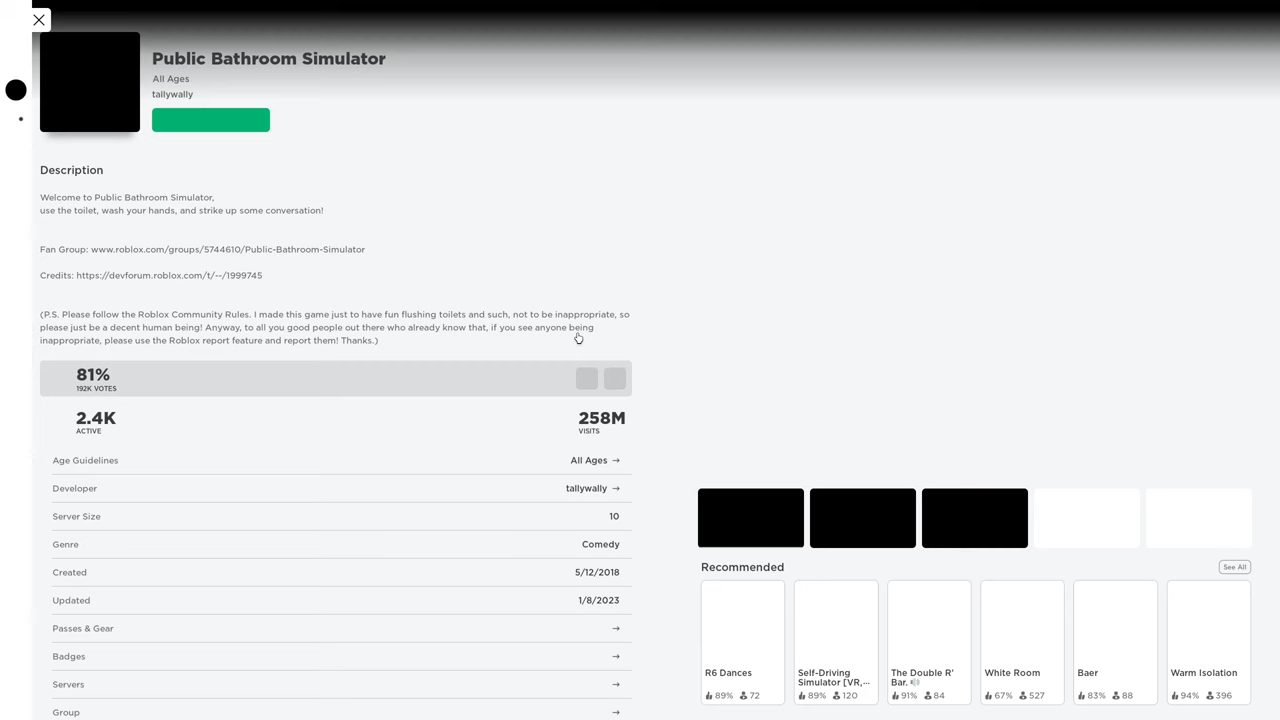 Public Bathroom Simulator
All Ages
tallywally
Description
Welcome to Public Bathroom Simulator,
use the toilet, wash your hands, and strike up some conversation!
Fan Group: www.roblox.com/groups/5744610/Public-Bathroom-Simulator
Credits: https://devforum.roblox.com/t/--/1999745
(P.S. Please follow the Roblox Community Rules. I made this game just to have fun flushing toilets and such, not to be inappropriate, so
please just be a decent human being! Anyway, to all you good people out there who already know that, if you see anyone being
inappropriate, please use the Roblox report feature and report them! Thanks.)
81%
192K VOTES
2.4K 258M
ACTIVE VISITS
Age Guidelines All Ages →
Developer tallywally →
Server Size 10
Genre Comedy
Created 5/12/2018
Updated 1/8/2023
Passes & Gear →
Badges →
Servers →
Group →
Recommended See All
R6 Dances
89% 72
Self-Driving
Simulator [VR,...
89% 120
The Double R'
Bar. 🔊
91% 84
White Room
67% 527
Baer
83% 88
Warm Isolation
94% 396